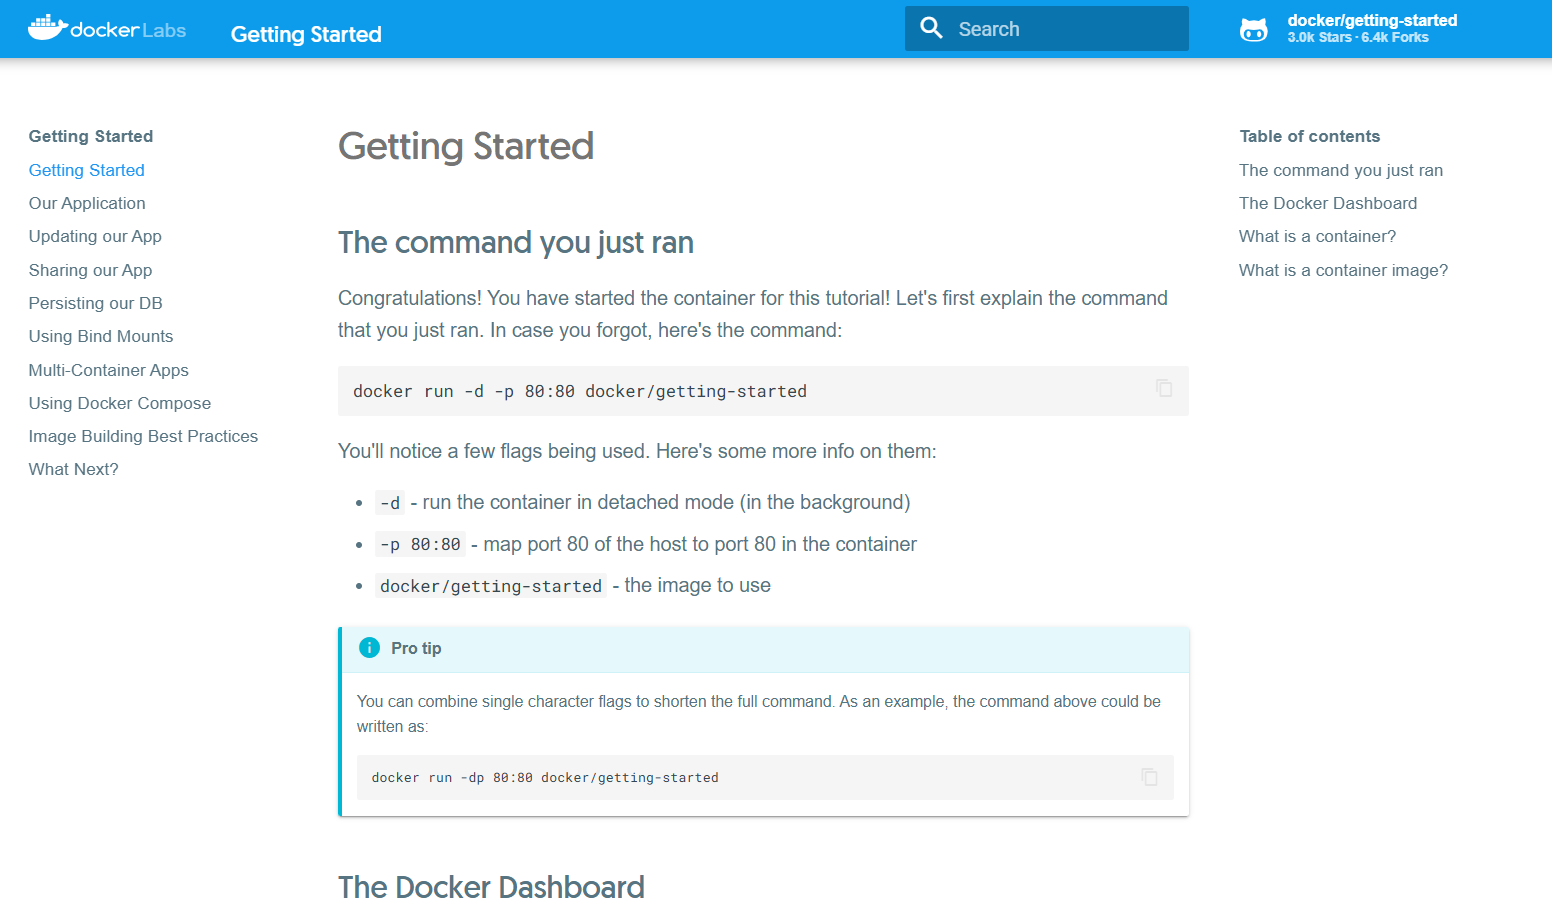 docker Labs
Getting Started
Search
docker/getting-started
3.0k Stars · 6.4k Forks
Getting Started
Getting Started
Our Application
Updating our App
Sharing our App
Persisting our DB
Using Bind Mounts
Multi-Container Apps
Using Docker Compose
Image Building Best Practices
What Next?
Getting Started
The command you just ran
Congratulations! You have started the container for this tutorial! Let's first explain the command
that you just ran. In case you forgot, here's the command:
docker run -d -p 80:80 docker/getting-started
You'll notice a few flags being used. Here's some more info on them:
• -d - run the container in detached mode (in the background)
• -p 80:80 - map port 80 of the host to port 80 in the container
• docker/getting-started - the image to use
Pro tip
You can combine single character flags to shorten the full command. As an example, the command above could be
written as:
docker run -dp 80:80 docker/getting-started
The Docker Dashboard
Table of contents
The command you just ran
The Docker Dashboard
What is a container?
What is a container image?